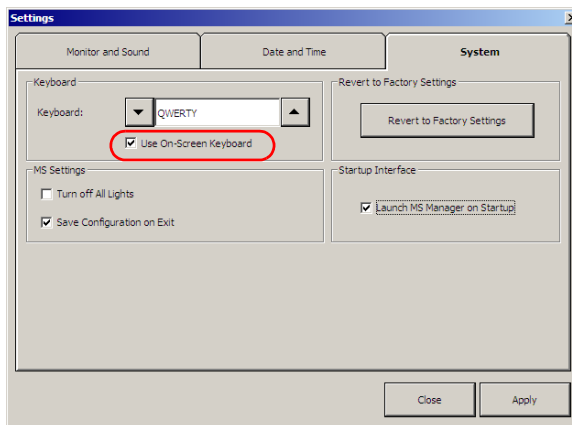 Settings
Monitor and Sound
Date and Time
System
Keyboard
Keyboard:
QWERTY
Use On-Screen Keyboard
Revert to Factory Settings
Revert to Factory Settings
MS Settings
Turn off All Lights
Save Configuration on Exit
Startup Interface
Launch MS Manager on Startup
Close
Apply